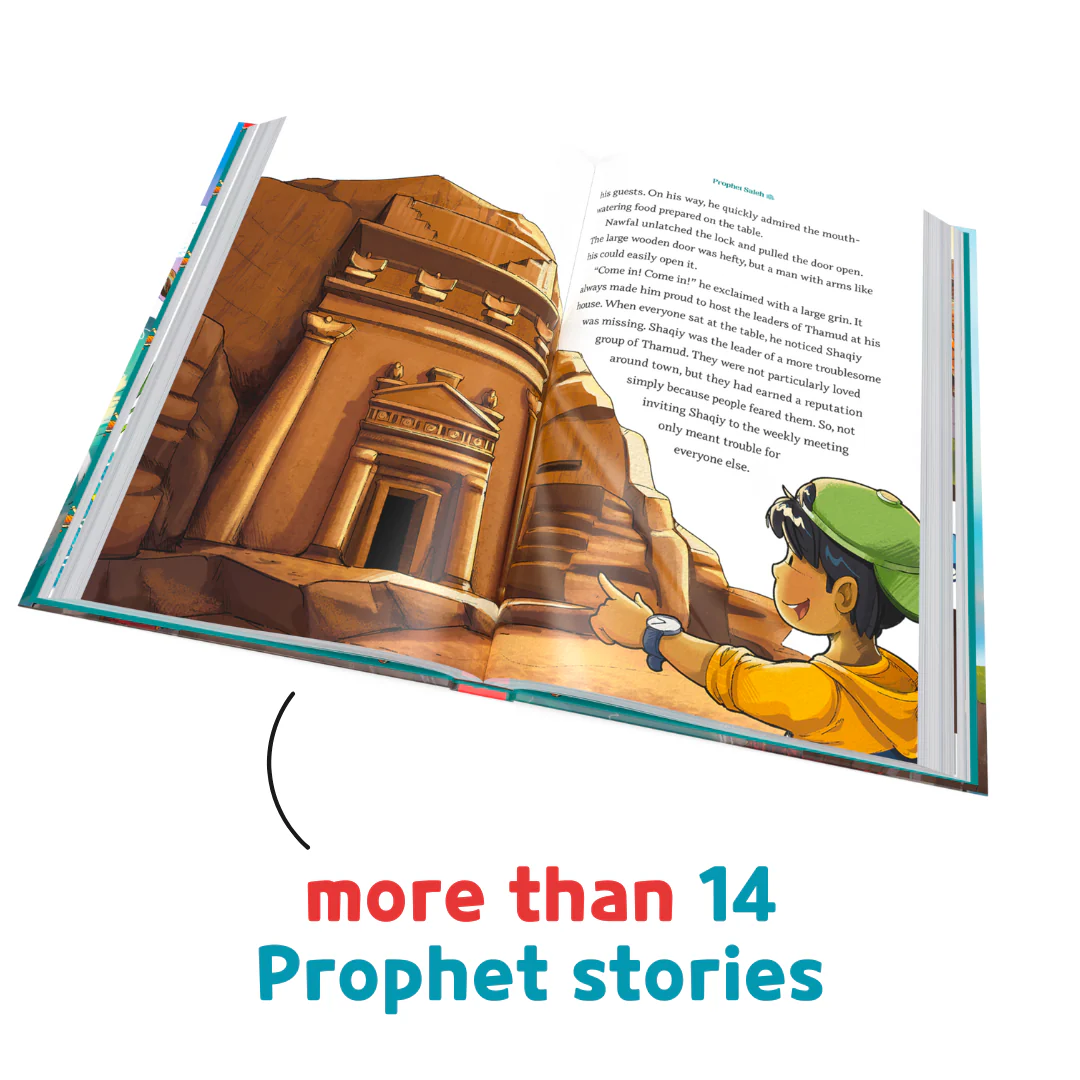 Prophet Saleh
his guests. On his way, he quickly admired the mouth-
watering food prepared on the table.
Nawfal unlatched the lock and pulled the door open.
The large wooden door was hefty, but a man with arms like
his could easily open it.
“Come in! Come in!” he exclaimed with a large grin. It
always made him proud to host the leaders of Thamud at his
house. When everyone sat at the table, he noticed Shaqiy
was missing. Shaqiy was the leader of a more troublesome
group of Thamud. They were not particularly loved
around town, but they had earned a reputation
simply because people feared them. So, not
inviting Shaqiy to the weekly meeting
only meant trouble for
everyone else.
more than 14
Prophet stories